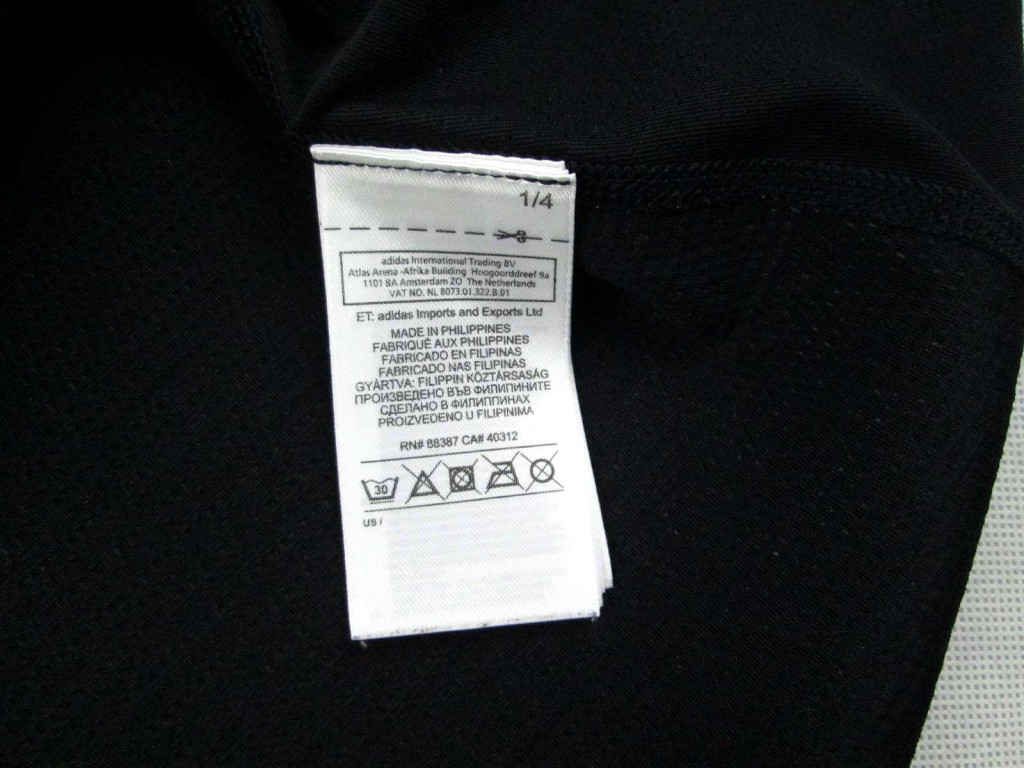 1/4
adidas International Trading BV
Atlas Arena -Afrika Building Hoogoorddreef 9a
1101 BA Amsterdam ZO The Netherlands
VAT NO. NL 8073.01.322.B.01
ET: adidas Imports and Exports Ltd
MADE IN PHILIPPINES
FABRIQUÉ AUX PHILIPPINES
FABRICADO EN FILIPINAS
FABRICADO NAS FILIPINAS
GYÁRTVA: FILIPPIN KÖZTÁRSASÁG
ПРОИЗВЕДЕНО ВЪВ ФИЛИПИНИТЕ
СДЕЛАНО В ФИЛИППИНАХ
PROIZVEDENO U FILIPINIMA
RN# 88387 CA# 40312
30
US /